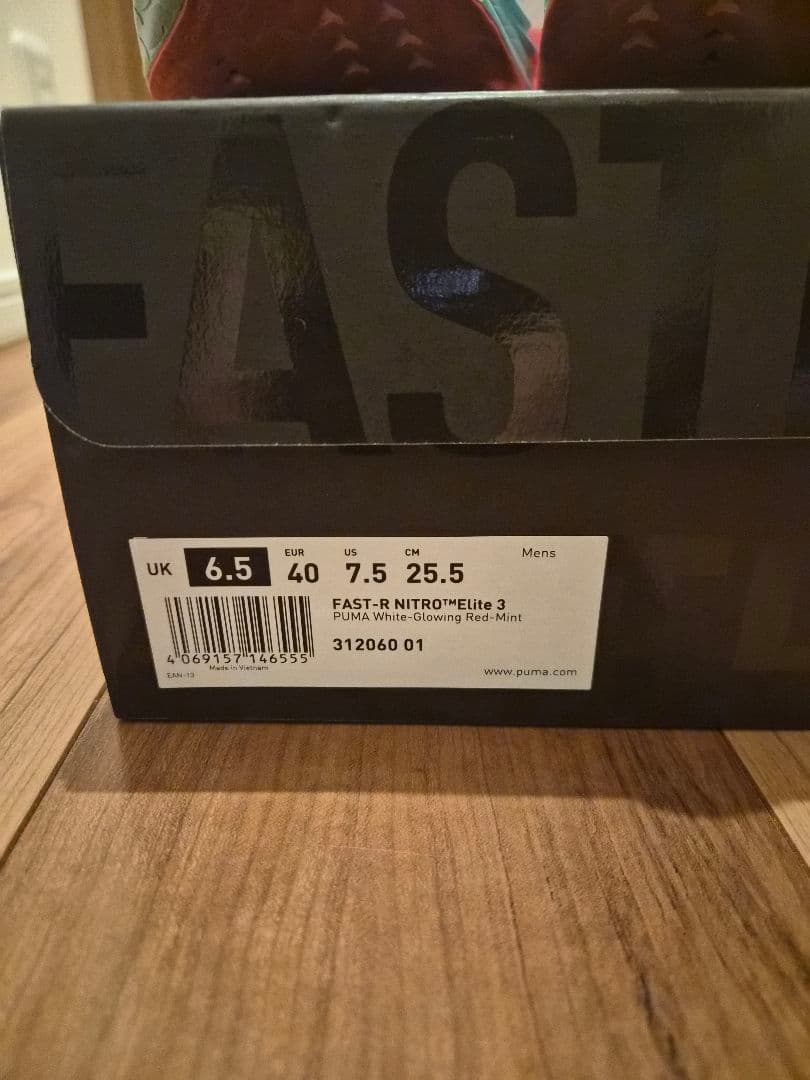 FAST
UK 6.5 EUR 40 US 7.5 CM 25.5 Mens
FAST-R NITRO™Elite 3
PUMA White-Glowing Red-Mint
312060 01
4 069157 146555
Made in Vietnam
EAN-13
www.puma.com